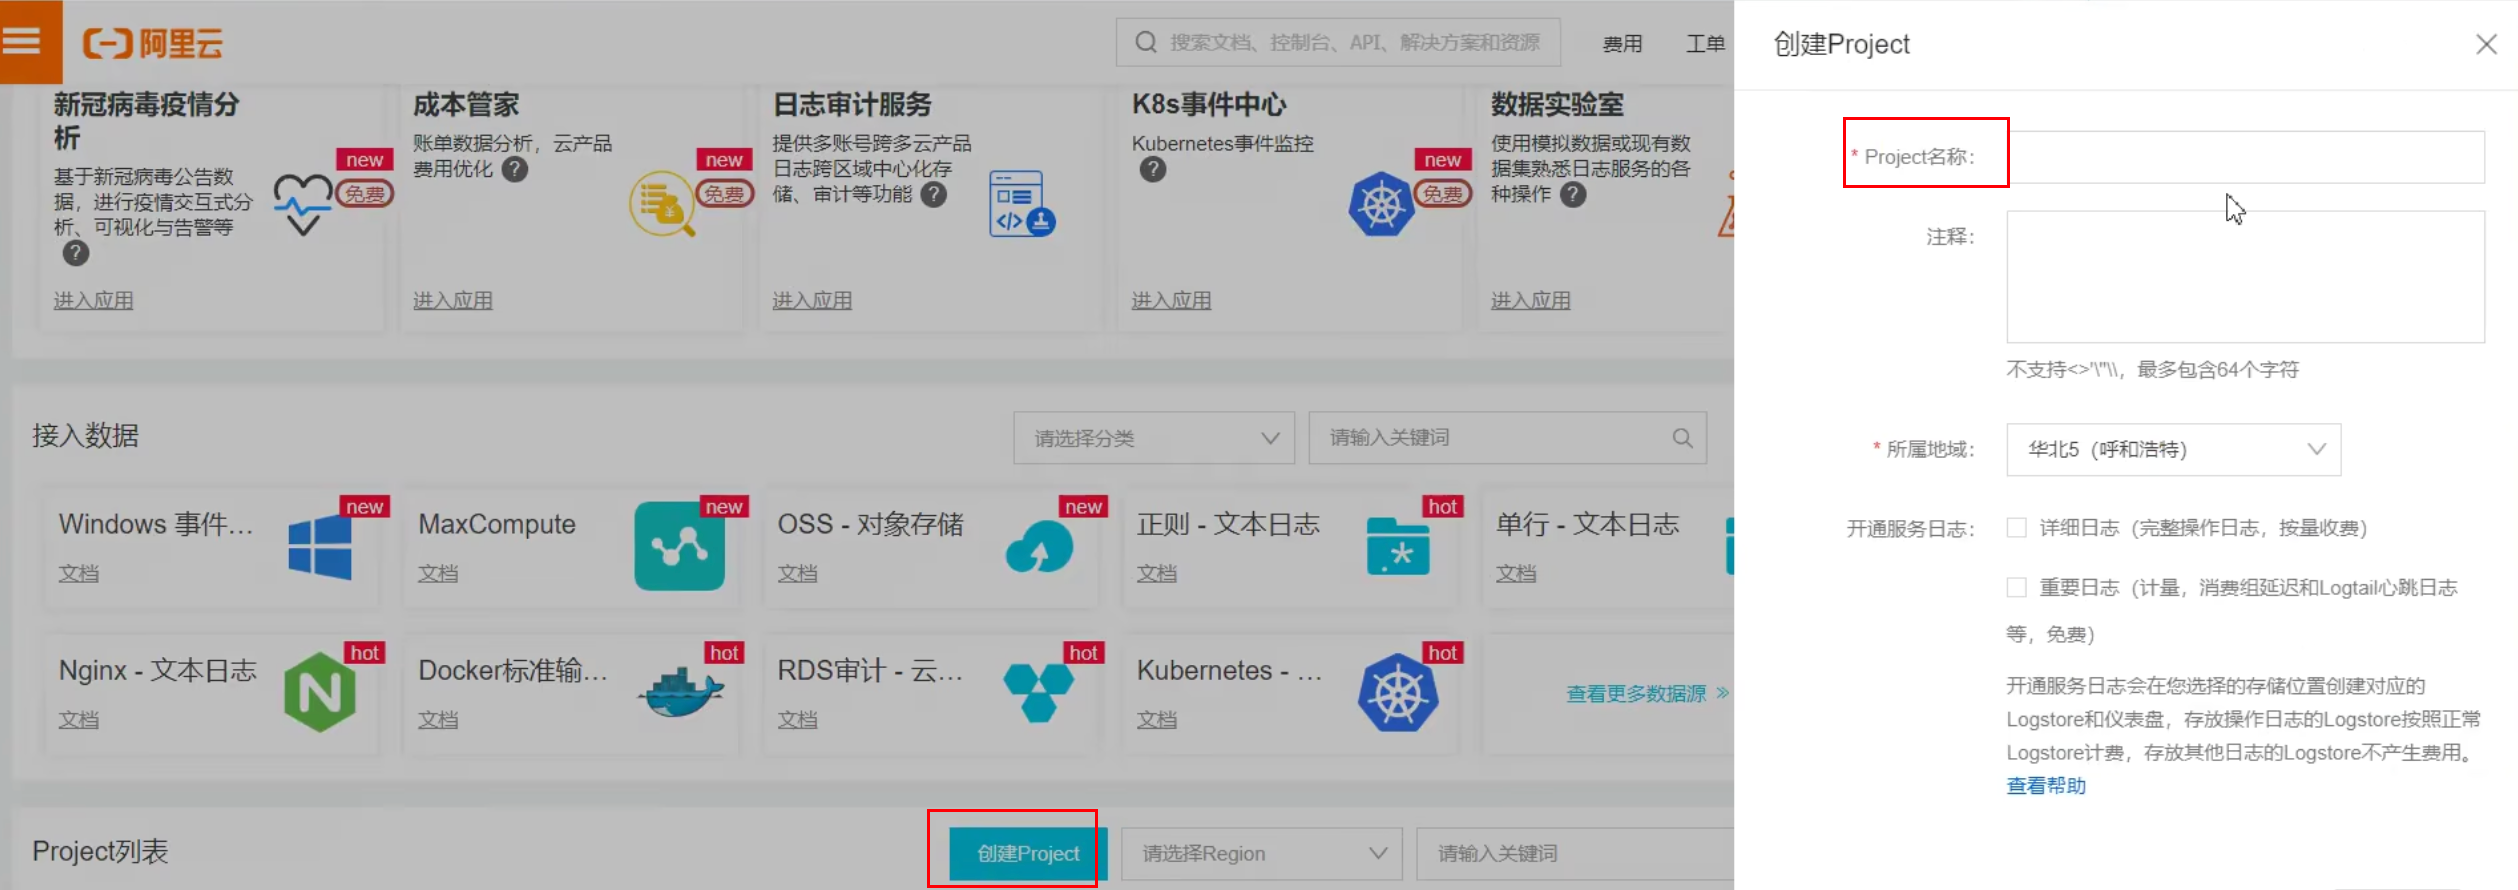 阿里云
搜索文档、控制台、API、解决方案和资源
费用
工单
新冠病毒疫情分
析
基于新冠病毒公告数
据，进行疫情交互式分
析、可视化与告警等
?
new
免费
进入应用
成本管家
账单数据分析，云产品
费用优化 ?
new
免费
进入应用
日志审计服务
提供多账号跨多云产品
日志跨区域中心化存
储、审计等功能 ?
进入应用
K8s事件中心
Kubernetes事件监控
?
new
免费
进入应用
数据实验室
使用模拟数据或现有数
据集熟悉日志服务的各
种操作 ?
进入应用
接入数据
请选择分类
请输入关键词
Windows 事件...
new
文档
MaxCompute
new
文档
OSS - 对象存储
new
文档
正则 - 文本日志
hot
文档
单行 - 文本日志
文档
Nginx - 文本日志
hot
文档
Docker标准输...
hot
文档
RDS审计 - 云...
hot
文档
Kubernetes - ...
hot
文档
查看更多数据源 »
Project列表
创建Project
请选择Region
请输入关键词
创建Project
* Project名称：
注释：
不支持<>'\"\\，最多包含64个字符
* 所属地域：
华北5（呼和浩特）
开通服务日志：
详细日志（完整操作日志，按量收费）
重要日志（计量，消费组延迟和Logtail心跳日志
等，免费）
开通服务日志会在您选择的存储位置创建对应的
Logstore和仪表盘，存放操作日志的Logstore按照正常
Logstore计费，存放其他日志的Logstore不产生费用。
查看帮助